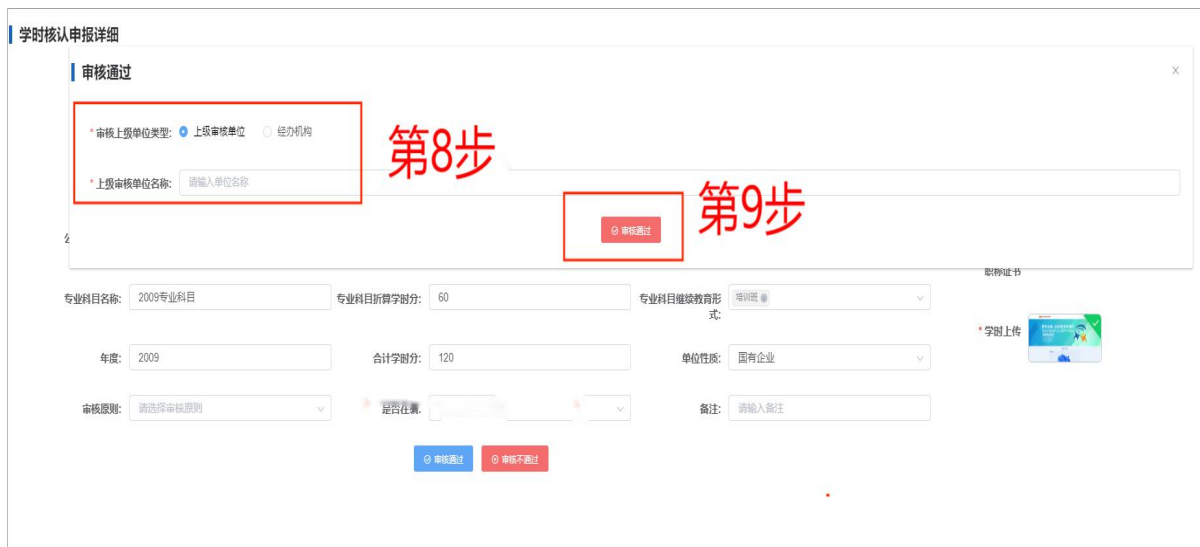 学时核认申报详细
审核通过
X
* 审核上级单位类型: 上级审核单位 经办机构
第8步
* 上级审核单位名称: 请输入单位名称
第9步
审核通过
职称证书
专业科目名称: 2009专业科目 专业科目折算学时分: 60 专业科目继续教育形
式:
培训班
* 学时上传
年度: 2009 合计学时分: 120 单位性质: 国有企业
审核原则: 请选择审核原则 是否在 备注: 请输入备注
审核通过 审核不通过